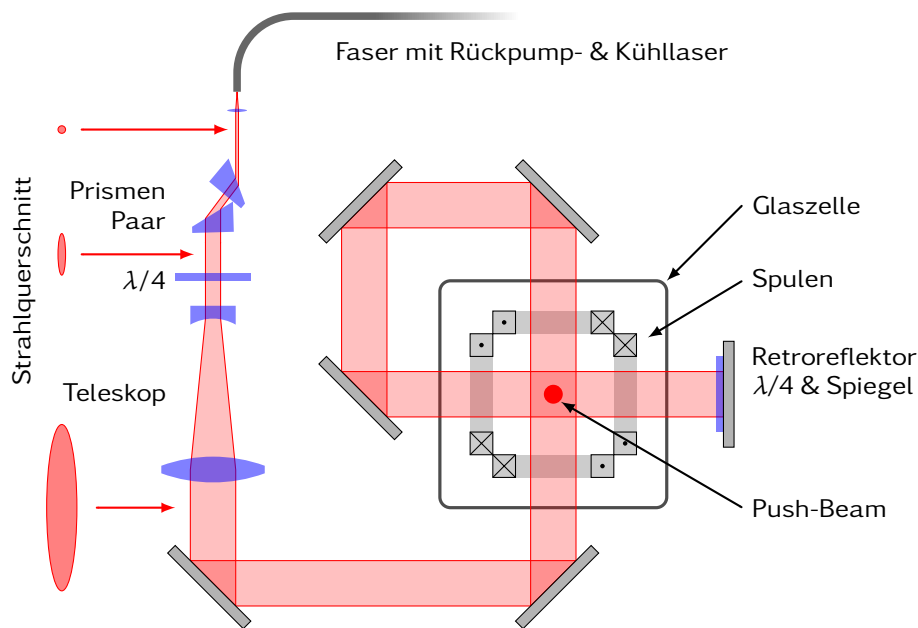 Faser mit Rückpump- & Kühllaser
Strahlquerschnitt
Prismen
Paar
λ/4
Teleskop
Glaszelle
Spulen
Retroreflektor
λ/4 & Spiegel
Push-Beam